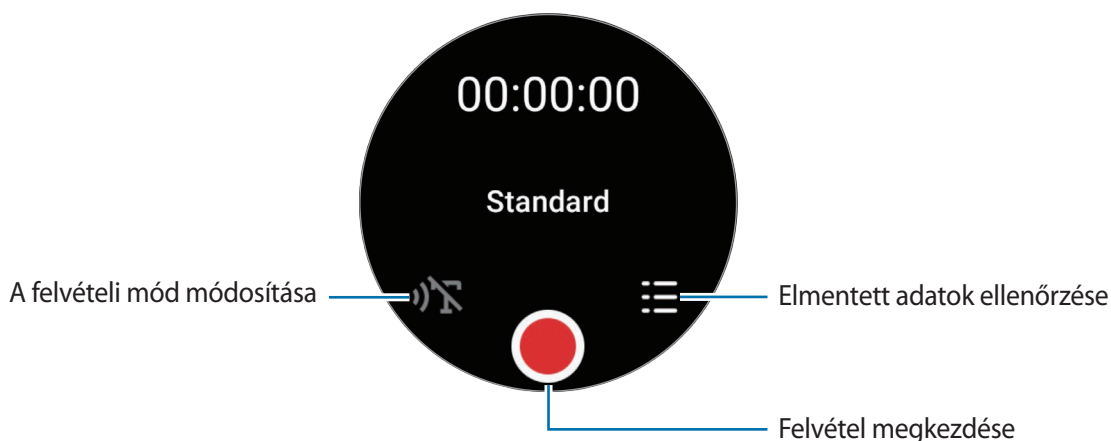 00:00:00
Standard
A felvételi mód módosítása
Elmentett adatok ellenőrzése
Felvétel megkezdése